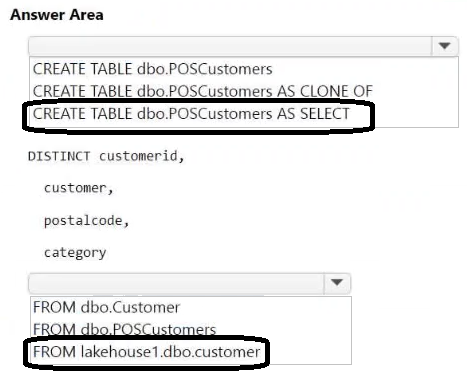 Answer Area
CREATE TABLE dbo.POSCustomers
CREATE TABLE dbo.POSCustomers AS CLONE OF
CREATE TABLE dbo.POSCustomers AS SELECT
DISTINCT customerid,
customer,
postalcode,
category
FROM dbo.Customer
FROM dbo.POSCustomers
FROM lakehouse1.dbo.customer